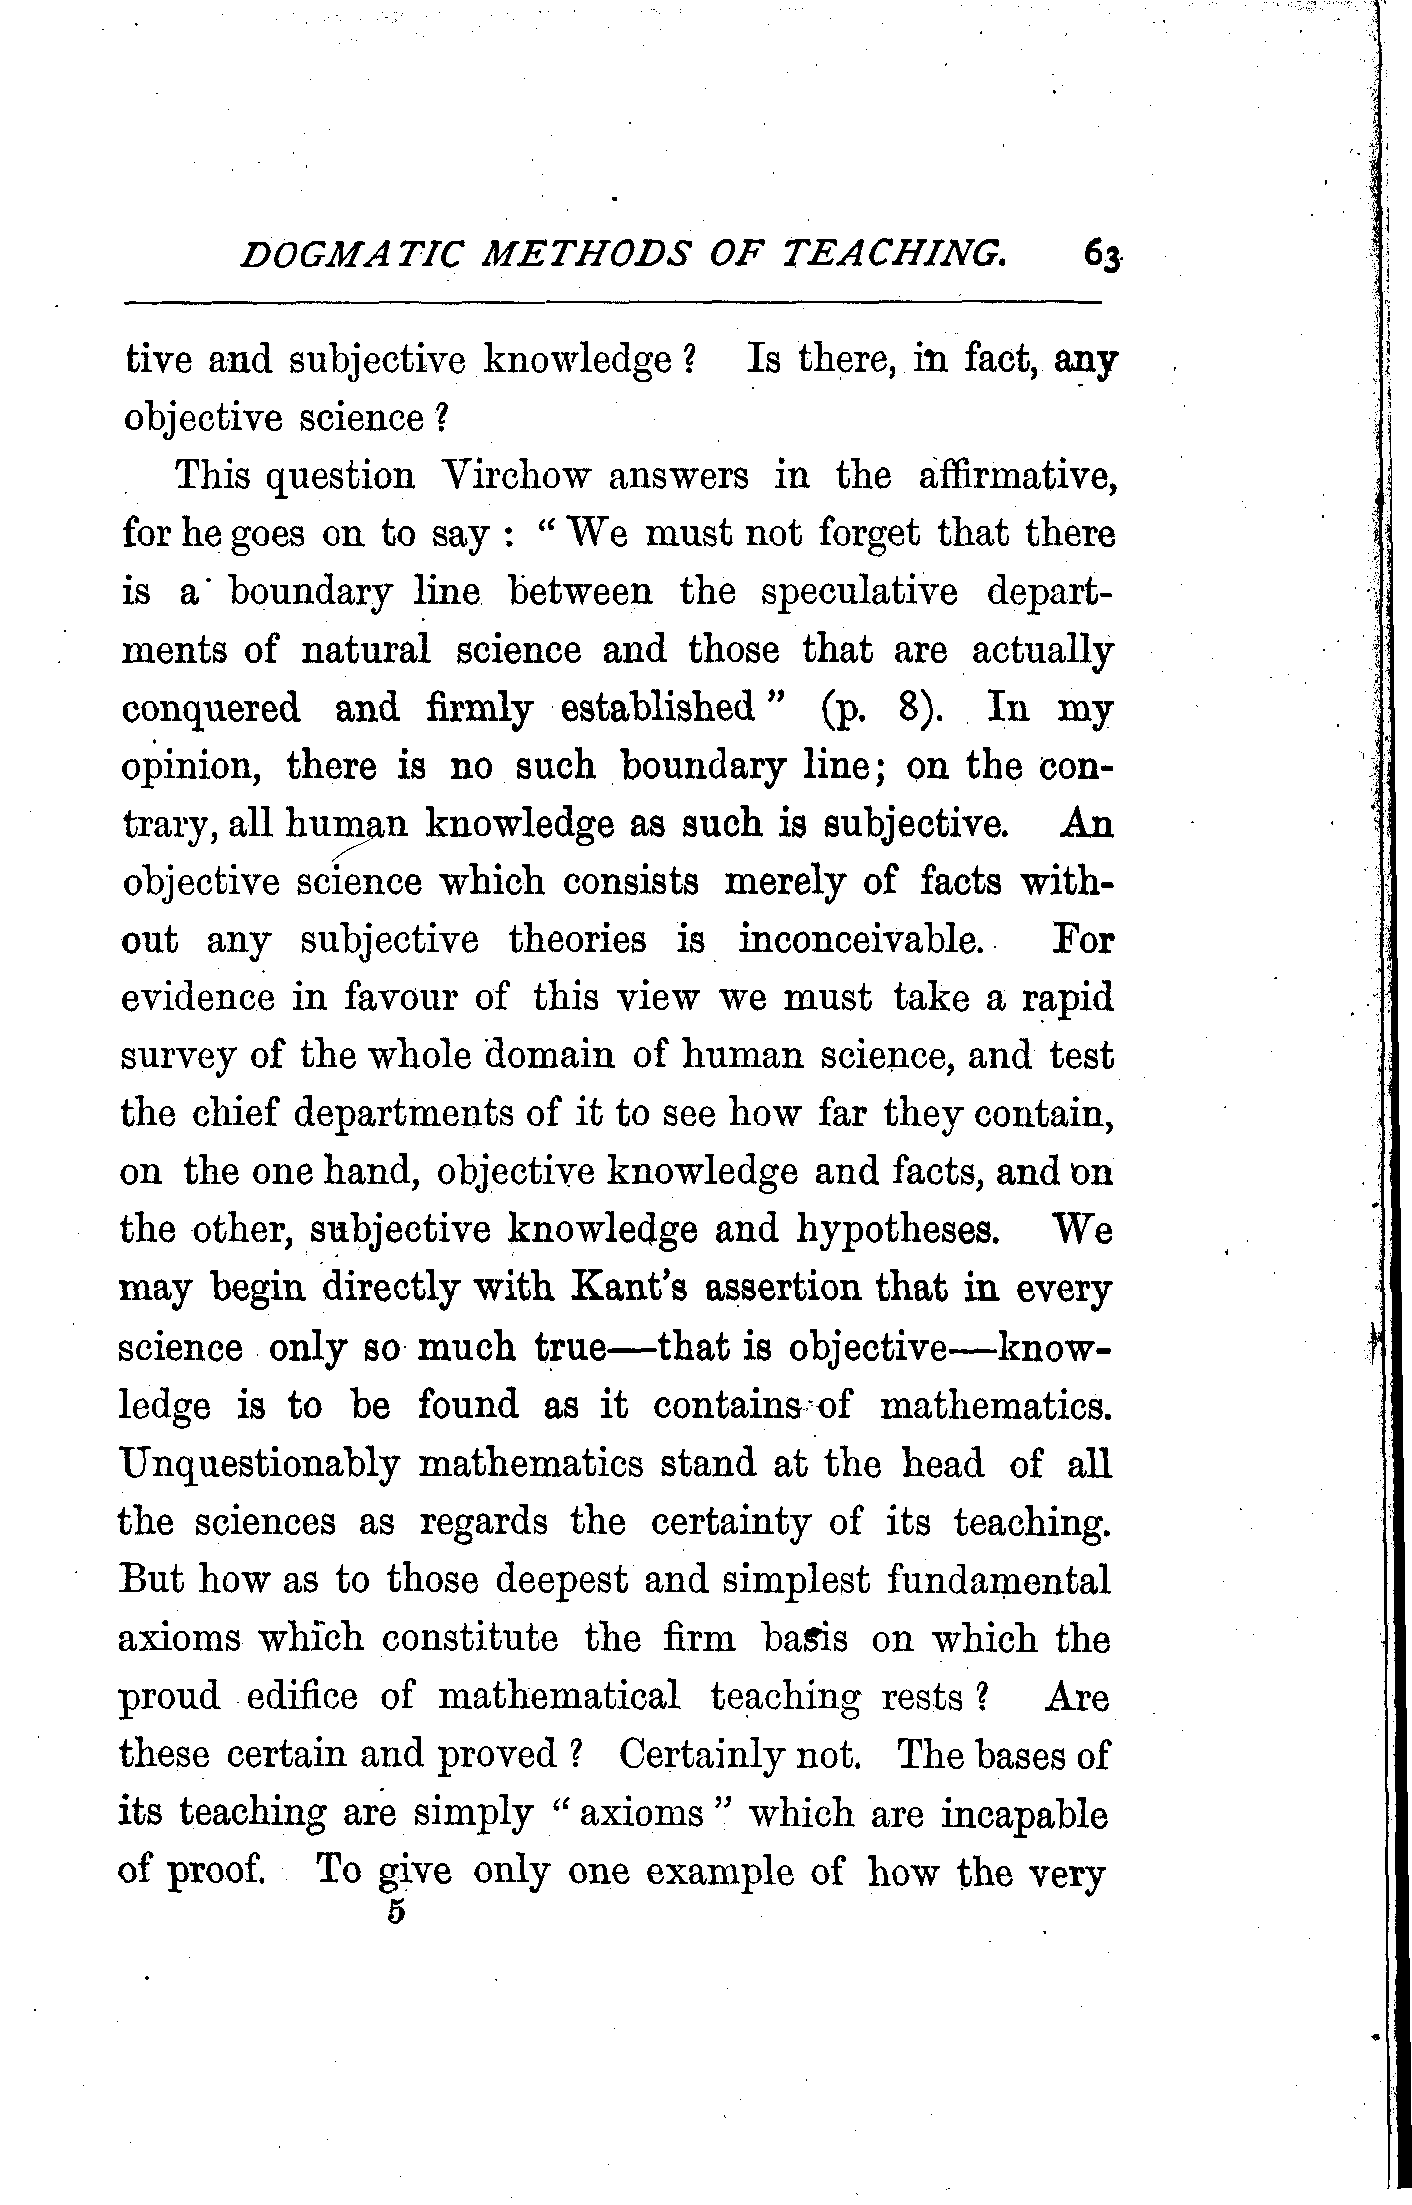 DOGMATIC METHODS OF TEACHING. 63
tive and subjective knowledge ? Is there, in fact, any
objective science ?
This question Virchow answers in the affirmative,
for he goes on to say : “ We must not forget that there
is a boundary line between the speculative depart-
ments of natural science and those that are actually
conquered and firmly established ” (p. 8). In my
opinion, there is no such boundary line; on the con-
trary, all human knowledge as such is subjective. An
objective science which consists merely of facts with-
out any subjective theories is inconceivable. For
evidence in favour of this view we must take a rapid
survey of the whole domain of human science, and test
the chief departments of it to see how far they contain,
on the one hand, objective knowledge and facts, and on
the other, subjective knowledge and hypotheses. We
may begin directly with Kant’s assertion that in every
science only so much true—that is objective—know-
ledge is to be found as it contains of mathematics.
Unquestionably mathematics stand at the head of all
the sciences as regards the certainty of its teaching.
But how as to those deepest and simplest fundamental
axioms which constitute the firm basis on which the
proud edifice of mathematical teaching rests ? Are
these certain and proved ? Certainly not. The bases of
its teaching are simply “ axioms ” which are incapable
of proof. To give only one example of how the very
5